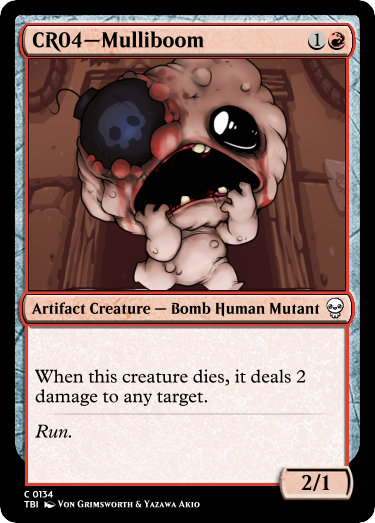 CR04—Mulliboom 1
Artifact Creature — Bomb Human Mutant
When this creature dies, it deals 2
damage to any target.
Run.
2/1
C 0134
TBI Von Grimsworth & Yazawa Akio